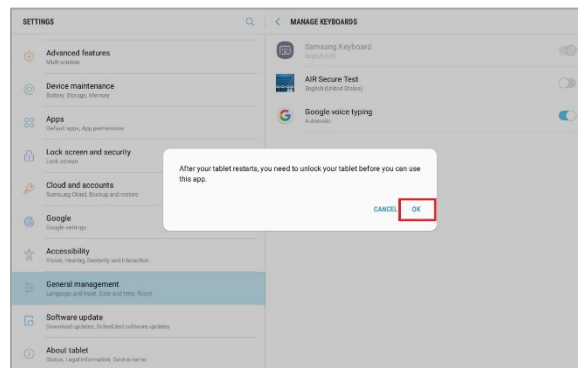 SETTINGS
MANAGE KEYBOARDS
Advanced features
Multi window
Device maintenance
Battery, Storage, Memory
Apps
Default apps, App permissions
Lock screen and security
Lock screen
Cloud and accounts
Samsung Cloud, Backup and restore
Google
Google settings
Accessibility
Vision, Hearing, Dexterity and interaction
General management
Language and input, Date and time, Reset
Software update
Download updates, Scheduled software updates
About tablet
Status, Legal information, Device name
Samsung Keyboard
English (US)
AIR Secure Test
English (United States)
Google voice typing
Automatic
After your tablet restarts, you need to unlock your tablet before you can use
this app.
CANCEL OK